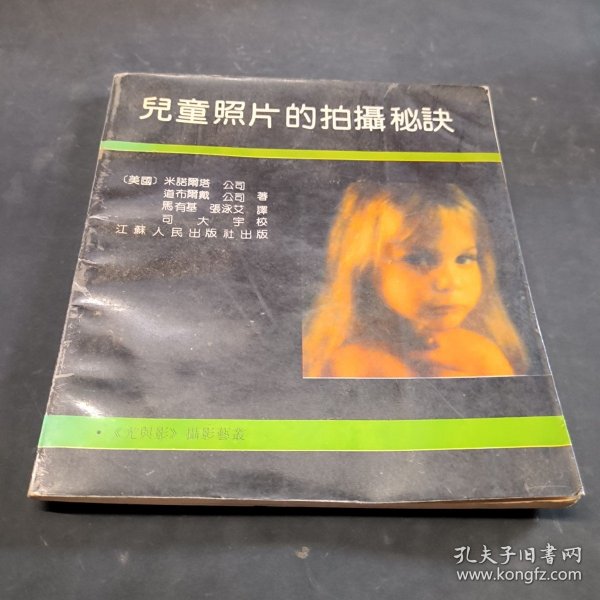 兒童照片的拍攝秘訣
〔美國〕米諾爾塔 公司
道布爾戴 公司 著
馬有基 張泳艾 譯
司大宇 校
江蘇人民出版社出版
·《光與影》攝影藝叢
孔夫子旧书网
www.kongfz.com